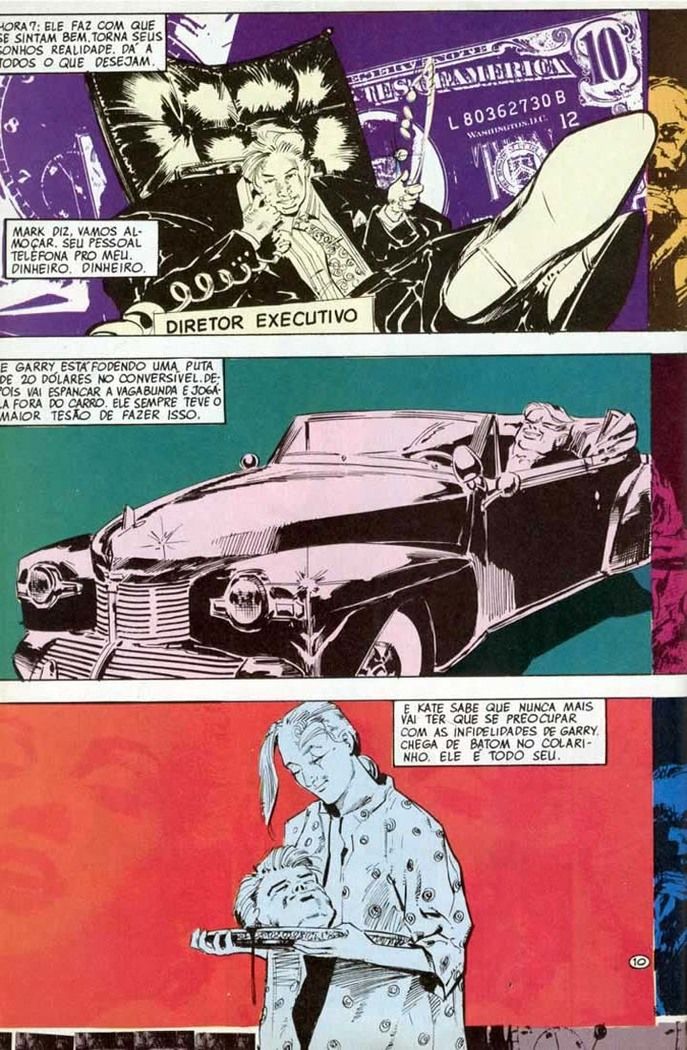 HORA 7: ELE FAZ COM QUE
SE SINTAM BEM, TORNA SEUS
SONHOS REALIDADE. DÁ A
TODOS O QUE DESEJAM.
10
L 80362730 B
WASHINGTON, D.C.
12
MARK DIZ, VAMOS AL-
MOÇAR. SEU PESSOAL
TELEFONA PRO MEU.
DINHEIRO. DINHEIRO.
DIRETOR EXECUTIVO
E GARRY ESTÁ FODENDO UMA PUTA
DE 20 DÓLARES NO CONVERSÍVEL. DE-
POIS VAI ESPANCAR A VAGABUNDA E JOGÁ-
LA FORA DO CARRO. ELE SEMPRE TEVE O
MAIOR TESÃO DE FAZER ISSO.
E KATE SABE QUE NUNCA MAIS
VAI TER QUE SE PREOCUPAR
COM AS INFIDELIDADES DE GARRY.
CHEGA DE BATOM NO COLARI-
NHO. ELE É TODO SEU.
10